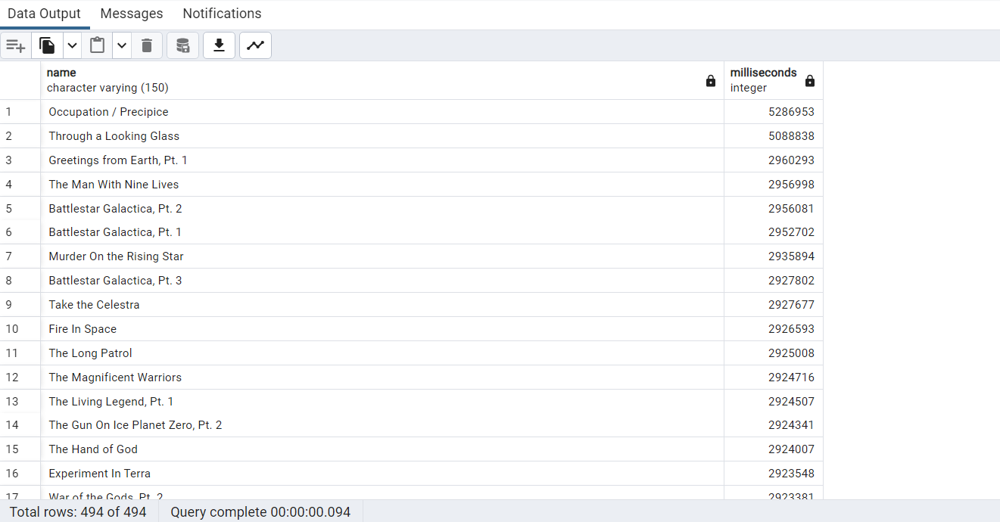 Data Output Messages Notifications
name milliseconds
character varying (150) integer
1 Occupation / Precipice 5286953
2 Through a Looking Glass 5088838
3 Greetings from Earth, Pt. 1 2960293
4 The Man With Nine Lives 2956998
5 Battlestar Galactica, Pt. 2 2956081
6 Battlestar Galactica, Pt. 1 2952702
7 Murder On the Rising Star 2935894
8 Battlestar Galactica, Pt. 3 2927802
9 Take the Celestra 2927677
10 Fire In Space 2926593
11 The Long Patrol 2925008
12 The Magnificent Warriors 2924716
13 The Living Legend, Pt. 1 2924507
14 The Gun On Ice Planet Zero, Pt. 2 2924341
15 The Hand of God 2924007
16 Experiment In Terra 2923548
17 War of the Gods, Pt. 2 2923381
Total rows: 494 of 494 Query complete 00:00:00.094